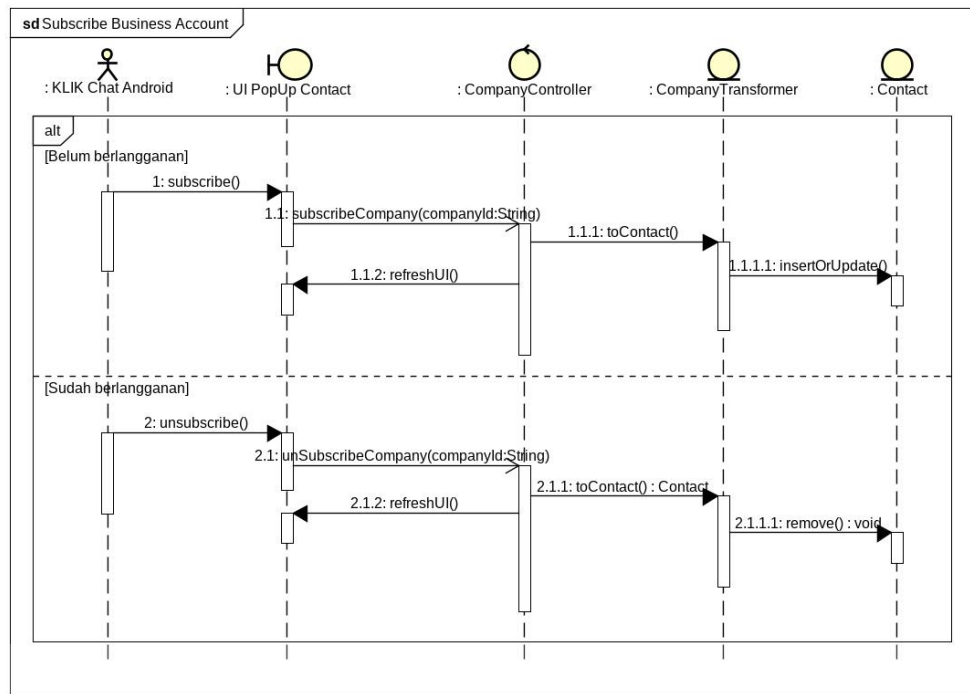 sd Subscribe Business Account
: KLIK Chat Android
: UI PopUp Contact
: CompanyController
: CompanyTransformer
: Contact
alt
[Belum berlangganan]
1: subscribe()
1.1: subscribeCompany(companyId:String)
1.1.1: toContact()
1.1.1.1: insertOrUpdate()
1.1.2: refreshUI()
[Sudah berlangganan]
2: unsubscribe()
2.1: unSubscribeCompany(companyId:String)
2.1.1: toContact() : Contact
2.1.2: refreshUI()
2.1.1.1: remove() : void